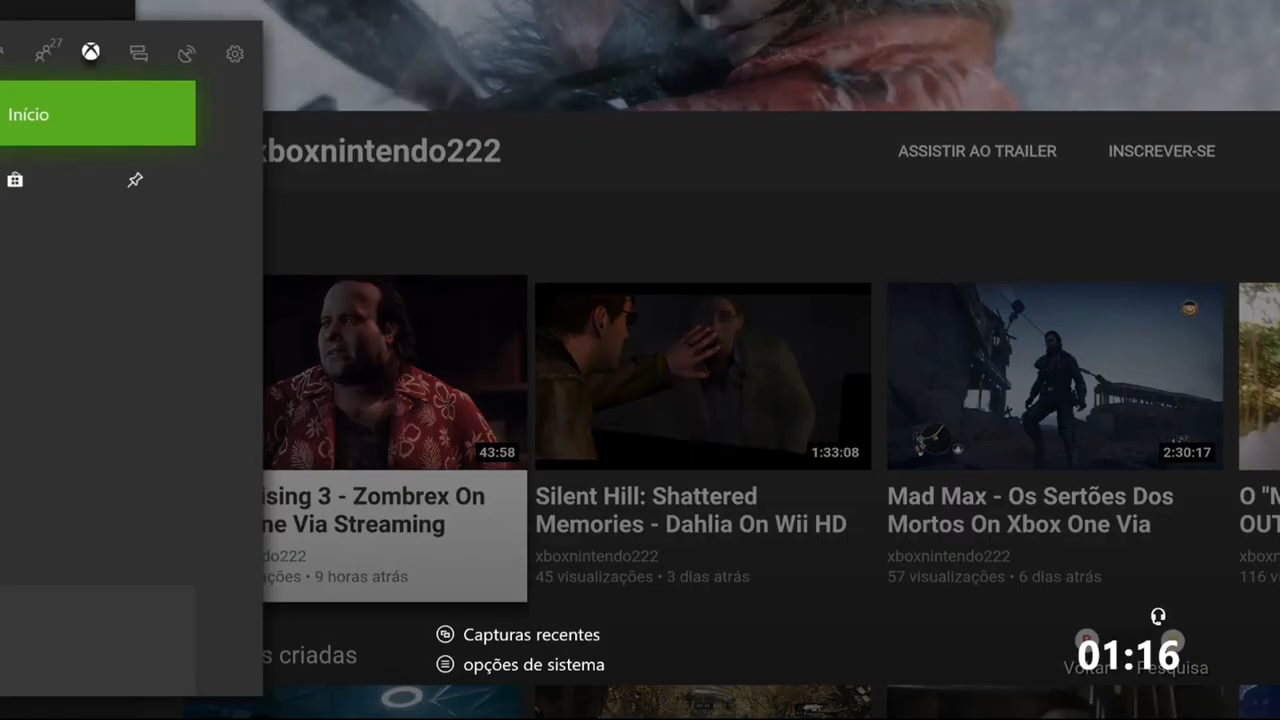 27
Início
xboxnintendo222
ASSISTIR AO TRAILER
INSCREVER-SE
43:58
1:33:08
2:30:17
ising 3 - Zombrex On
ne Via Streaming
do222
ções • 9 horas atrás
Silent Hill: Shattered
Memories - Dahlia On Wii HD
xboxnintendo222
45 visualizações • 3 dias atrás
Mad Max - Os Sertões Dos
Mortos On Xbox One Via
xboxnintendo222
57 visualizações • 6 dias atrás
O "M
OUT
xboxn
116 v
s criadas
Capturas recentes
opções de sistema
01:16
Voltar
Pesquisa